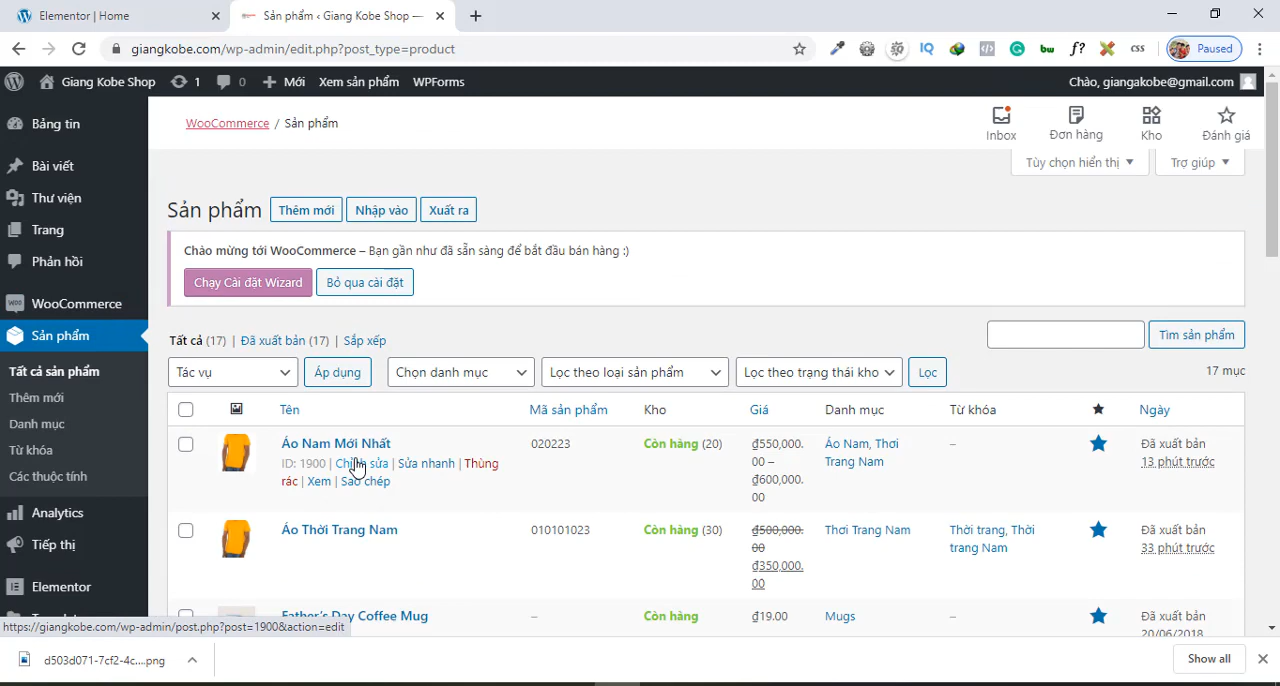 Elementor | Home
Sản phẩm ‹ Giang Kobe Shop —
giangkobe.com/wp-admin/edit.php?post_type=product
IQ
bw
f?
css
Paused
Giang Kobe Shop
1
0
Mới
Xem sản phẩm
WPForms
Chào, giangakobe@gmail.com
Bảng tin
Bài viết
Thư viện
Trang
Phản hồi
WooCommerce
Sản phẩm
Tất cả sản phẩm
Thêm mới
Danh mục
Từ khóa
Các thuộc tính
Analytics
Tiếp thị
Elementor
WooCommerce / Sản phẩm
Inbox
Đơn hàng
Kho
Đánh giá
Tùy chọn hiển thị
Trợ giúp
Sản phẩm
Thêm mới
Nhập vào
Xuất ra
Chào mừng tới WooCommerce – Bạn gần như đã sẵn sàng để bắt đầu bán hàng :)
Chạy Cài đặt Wizard
Bỏ qua cài đặt
Tất cả (17) | Đã xuất bản (17) | Sắp xếp
Tìm sản phẩm
Tác vụ
Áp dụng
Chọn danh mục
Lọc theo loại sản phẩm
Lọc theo trạng thái kho
Lọc
17 mục
Tên
Mã sản phẩm
Kho
Giá
Danh mục
Từ khóa
Ngày
Áo Nam Mới Nhất
ID: 1900 | Chỉnh sửa | Sửa nhanh | Thùng
rác | Xem | Sao chép
020223
Còn hàng (20)
₫550,000.
00 –
₫600,000.
00
Áo Nam, Thơi
Trang Nam
–
Đã xuất bản
13 phút trước
Áo Thời Trang Nam
010101023
Còn hàng (30)
₫500,000.
00
₫350,000.
00
Thơi Trang Nam
Thời trang, Thời
trang Nam
Đã xuất bản
33 phút trước
Father's Day Coffee Mug
–
Còn hàng
₫19.00
Mugs
–
Đã xuất bản
20/06/2018
https://giangkobe.com/wp-admin/post.php?post=1900&action=edit
d503d071-7cf2-4c....png
Show all